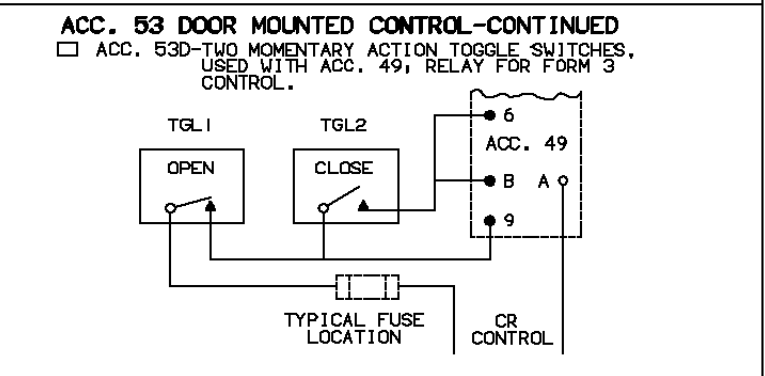 ACC. 53 DOOR MOUNTED CONTROL-CONTINUED
ACC. 53D-TWO MOMENTARY ACTION TOGGLE SWITCHES,
USED WITH ACC. 49, RELAY FOR FORM 3
CONTROL.
TGL1
TGL2
6
ACC. 49
OPEN
CLOSE
B
A
9
TYPICAL FUSE
LOCATION
CR
CONTROL